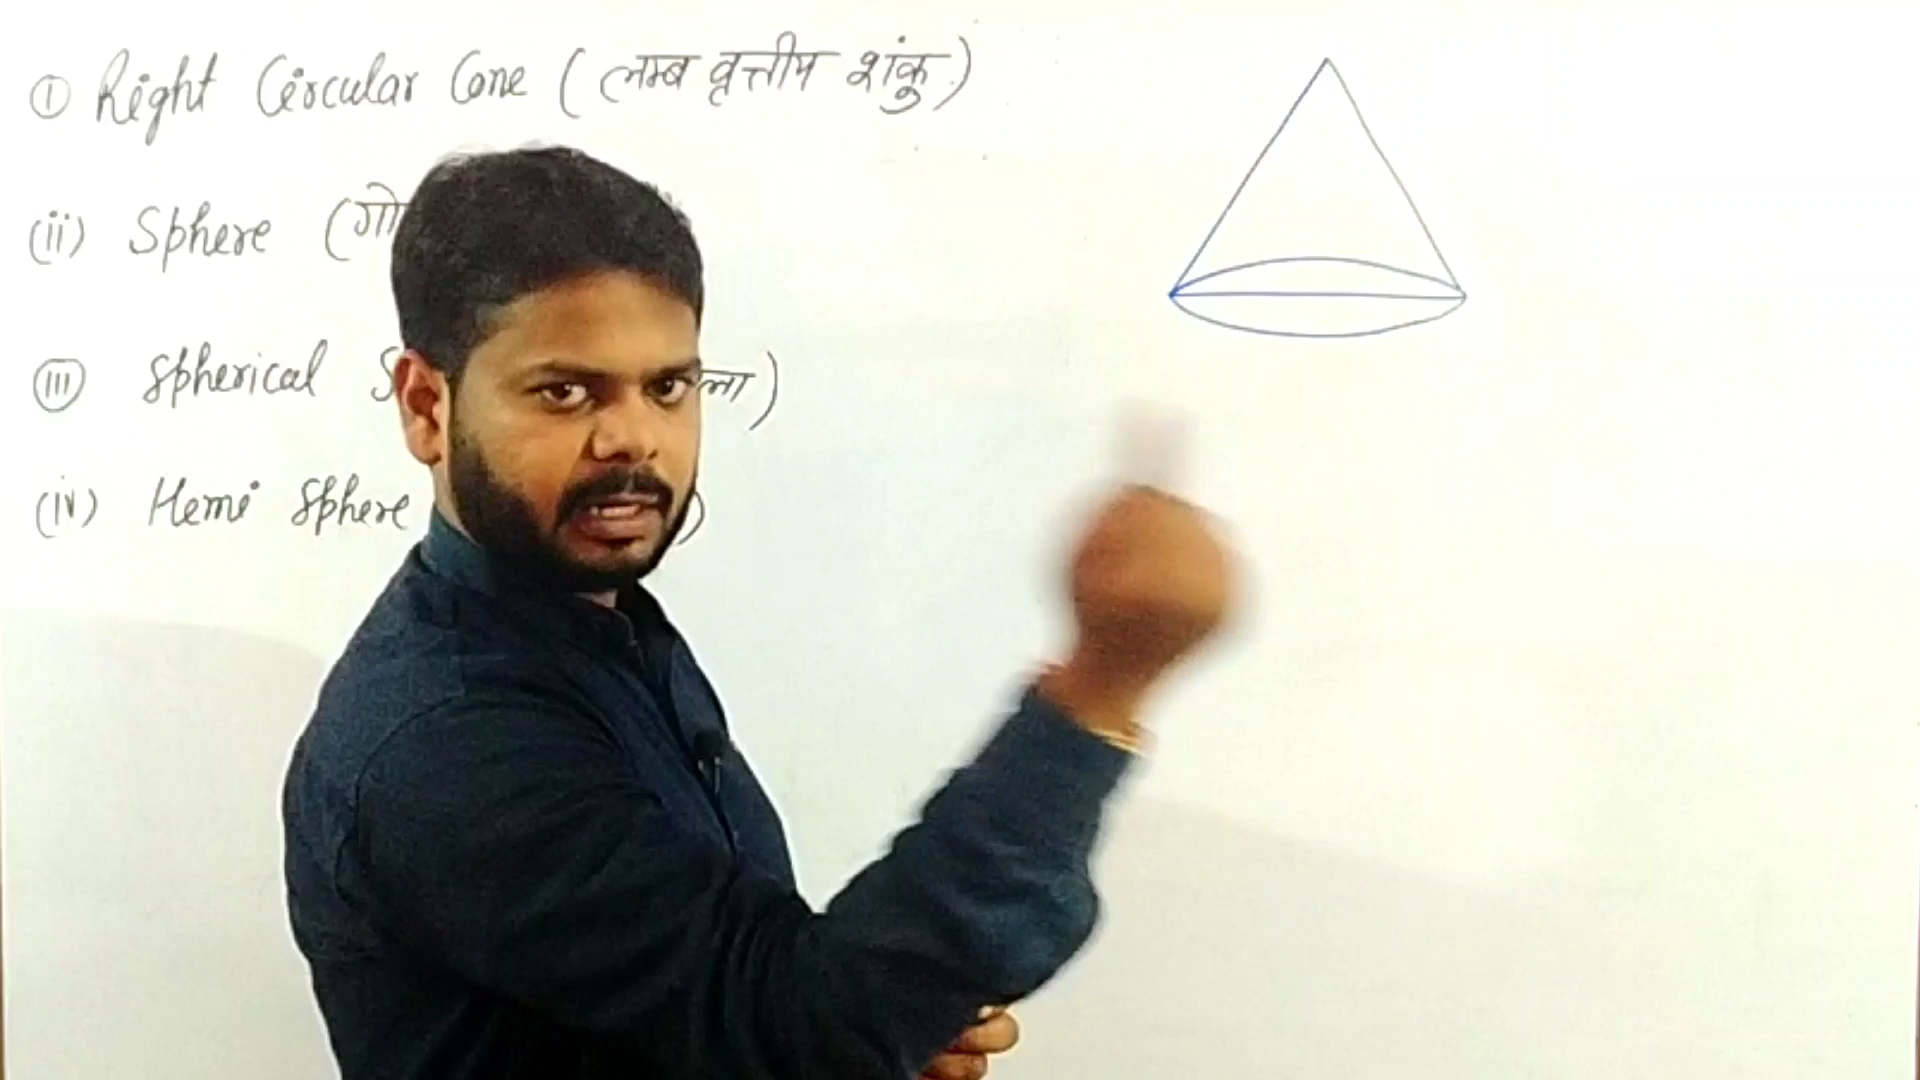 ① Right Circular Cone (लम्ब वृत्तीय शंकु)
(ii) Sphere (गो
(iii) Spherical S ला)
(iv) Hemi Sphere )